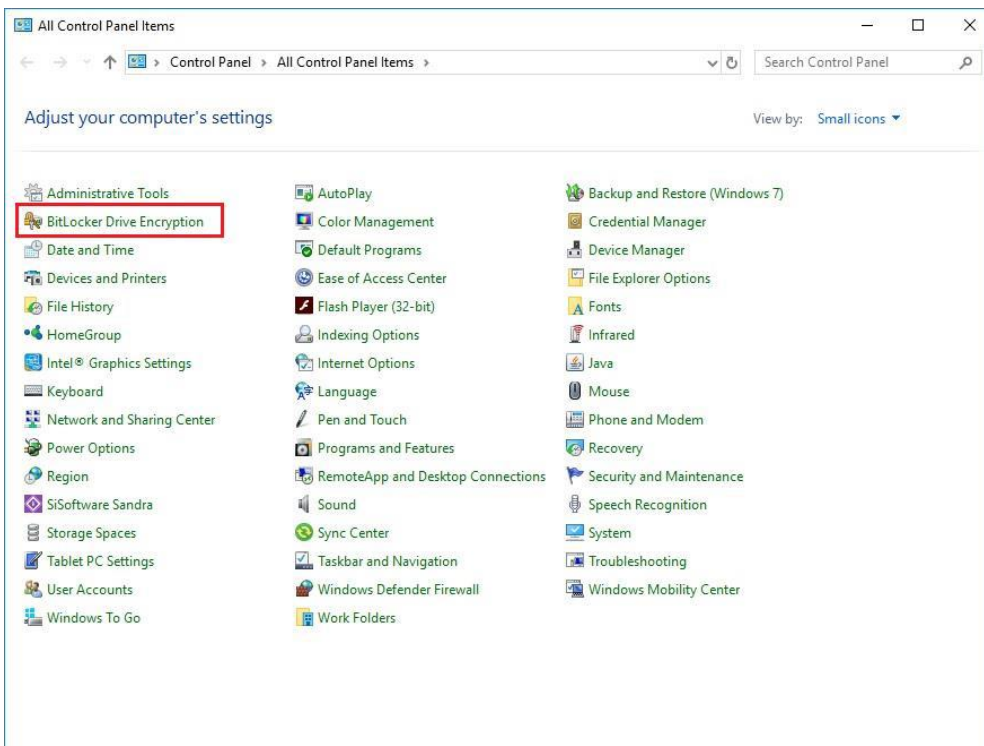 All Control Panel Items
Control Panel > All Control Panel Items >
Search Control Panel
Adjust your computer's settings
View by: Small icons
Administrative Tools
BitLocker Drive Encryption
Date and Time
Devices and Printers
File History
HomeGroup
Intel® Graphics Settings
Keyboard
Network and Sharing Center
Power Options
Region
SiSoftware Sandra
Storage Spaces
Tablet PC Settings
User Accounts
Windows To Go
AutoPlay
Color Management
Default Programs
Ease of Access Center
Flash Player (32-bit)
Indexing Options
Internet Options
Language
Pen and Touch
Programs and Features
RemoteApp and Desktop Connections
Sound
Sync Center
Taskbar and Navigation
Windows Defender Firewall
Work Folders
Backup and Restore (Windows 7)
Credential Manager
Device Manager
File Explorer Options
Fonts
Infrared
Java
Mouse
Phone and Modem
Recovery
Security and Maintenance
Speech Recognition
System
Troubleshooting
Windows Mobility Center